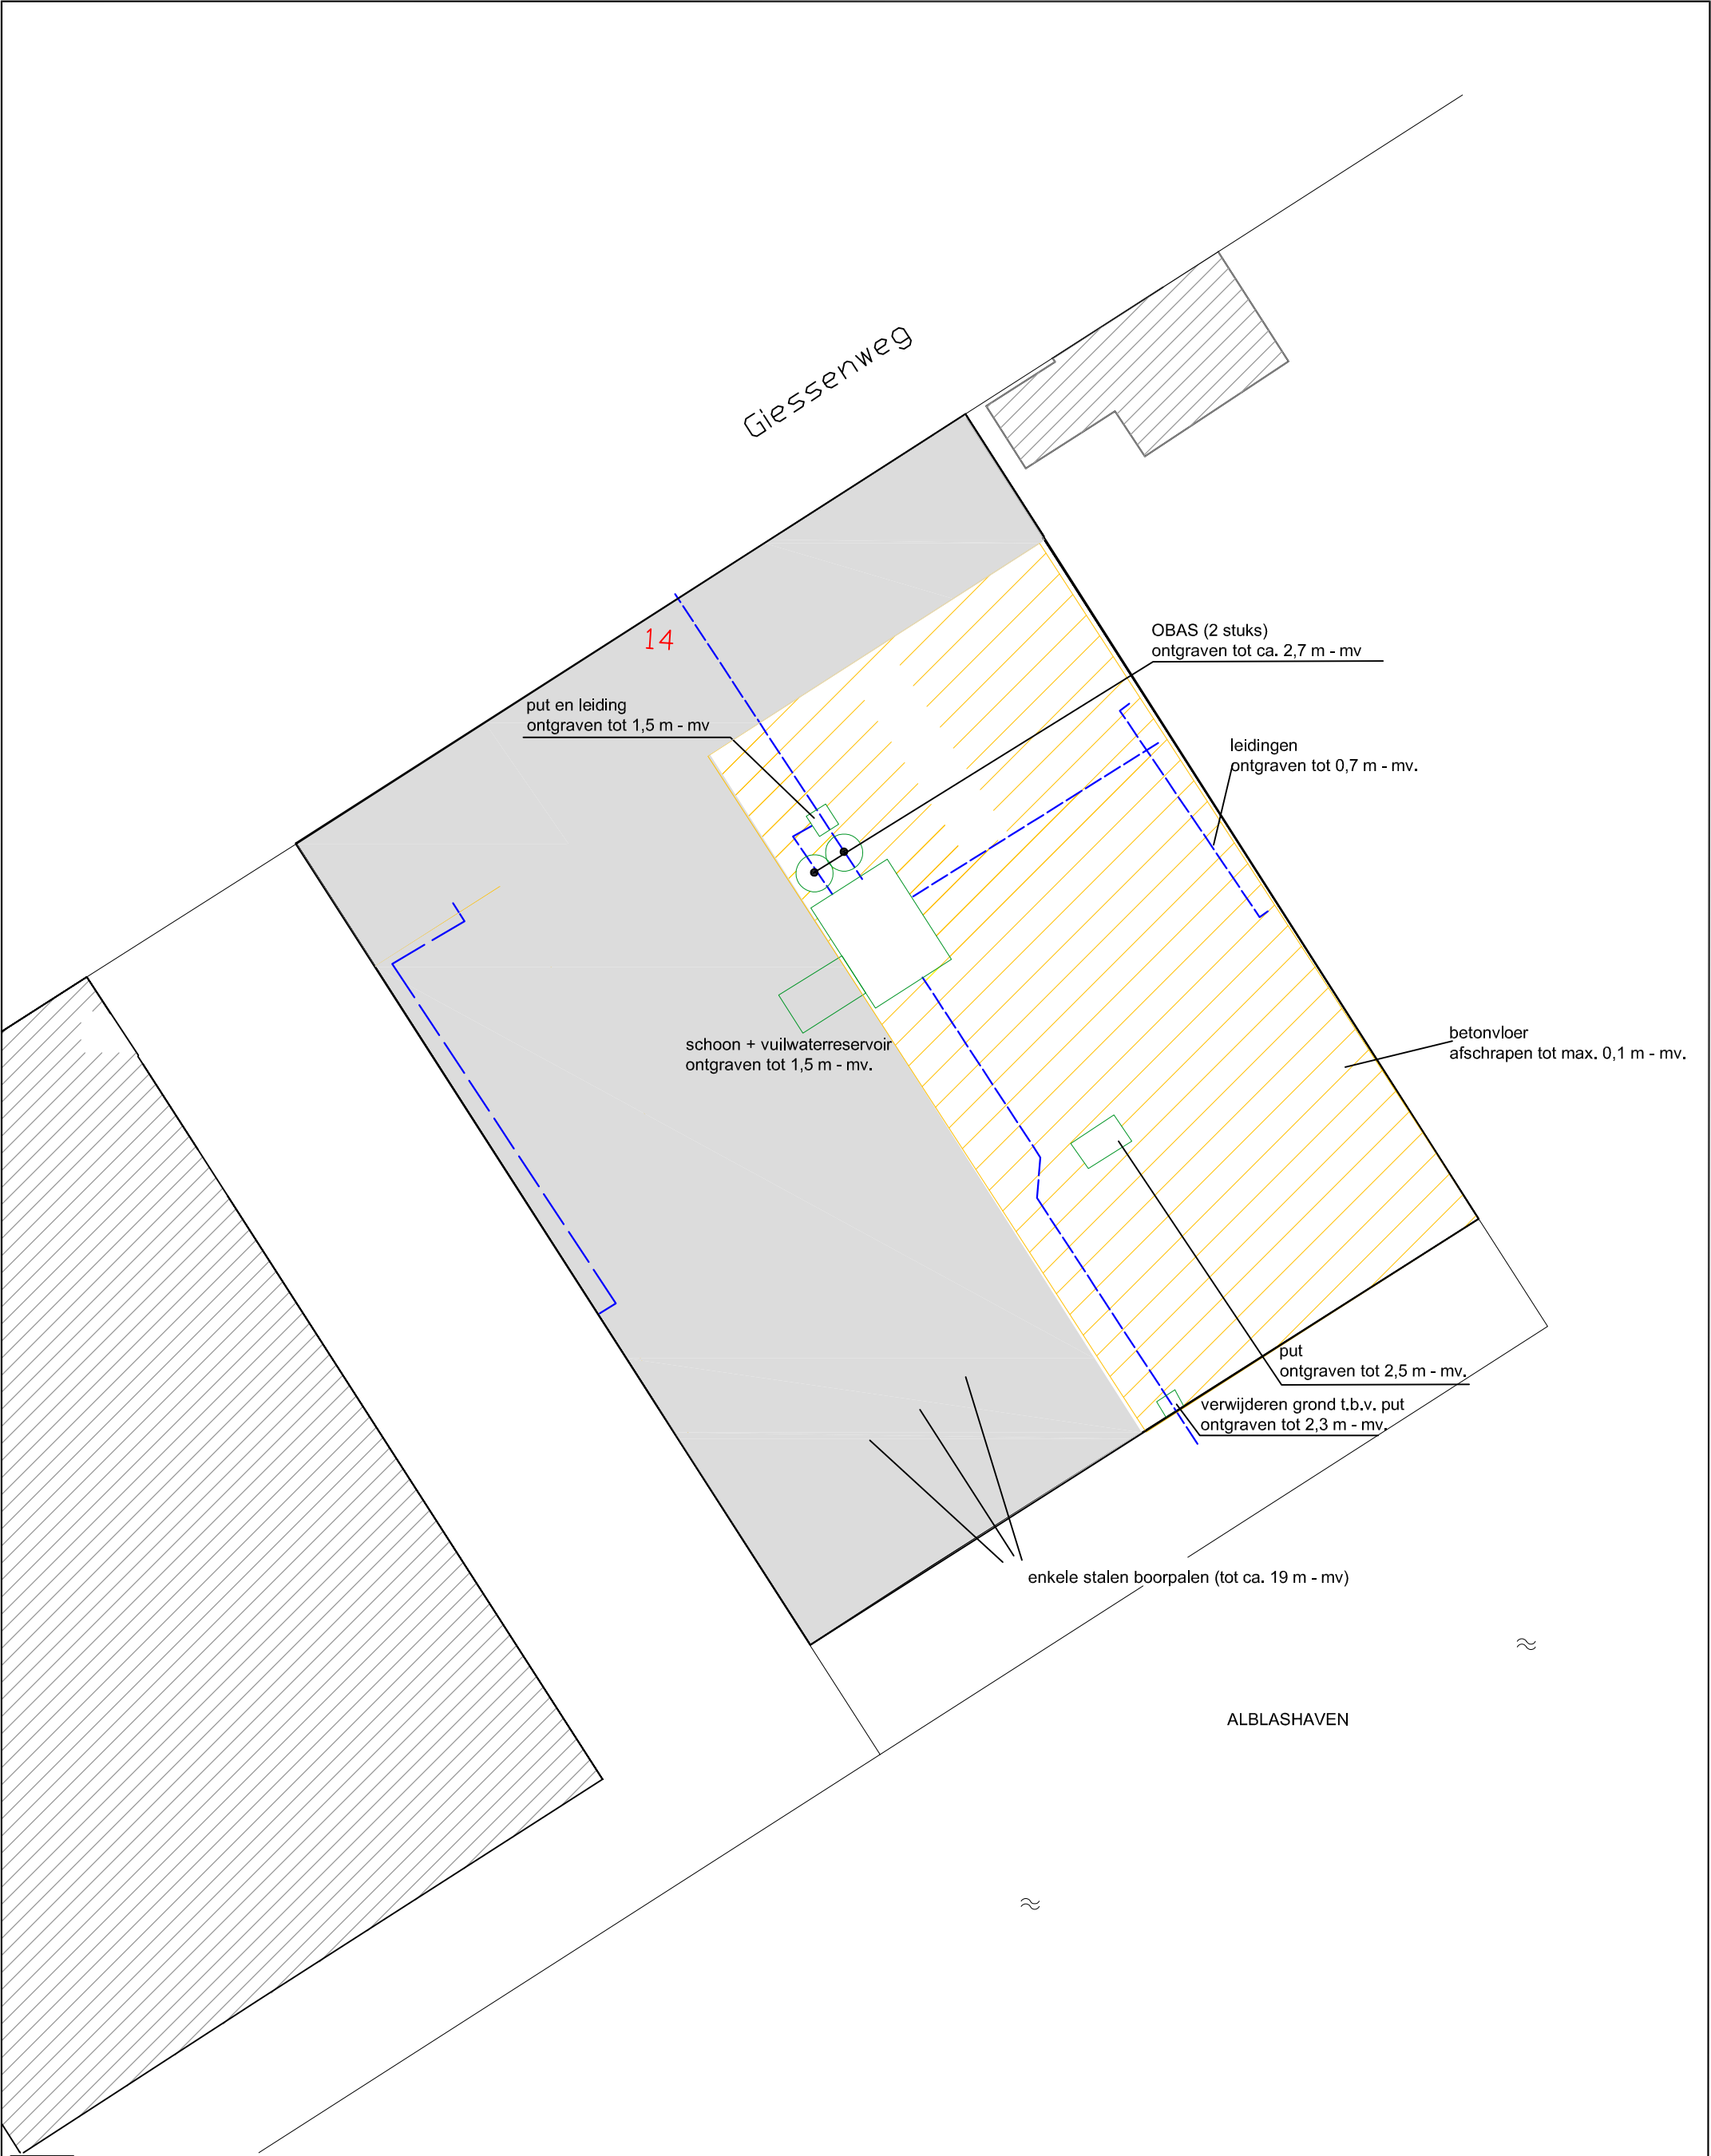 Giessenweg
OBAS (2 stuks)
ontgraven tot ca. 2,7 m - mv
14
put en leiding
ontgraven tot 1,5 m - mv
leidingen
ontgraven tot 0,7 m - mv.
betonvloer
afschrapen tot max. 0,1 m - mv.
schoon + vuilwaterreservoir
ontgraven tot 1,5 m - mv.
put
ontgraven tot 2,5 m - mv.
verwijderen grond t.b.v. put
ontgraven tot 2,3 m - mv.
enkele stalen boorpalen (tot ca. 19 m - mv)
ALBLASHAVEN